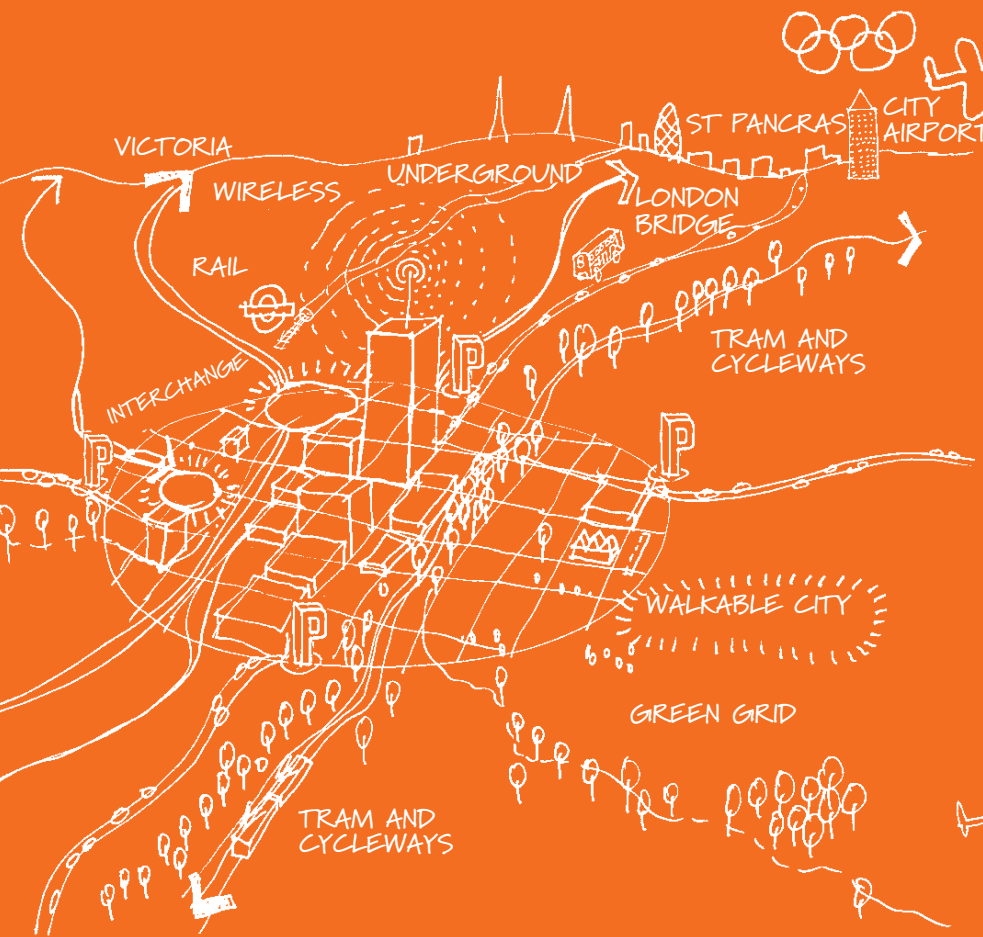 CITY
AIRPORT
ST PANCRAS
VICTORIA
UNDERGROUND
WIRELESS
LONDON
BRIDGE
RAIL
TRAM AND
CYCLEWAYS
INTERCHANGE
P
P
P
WALKABLE CITY
P
GREEN GRID
TRAM AND
CYCLEWAYS